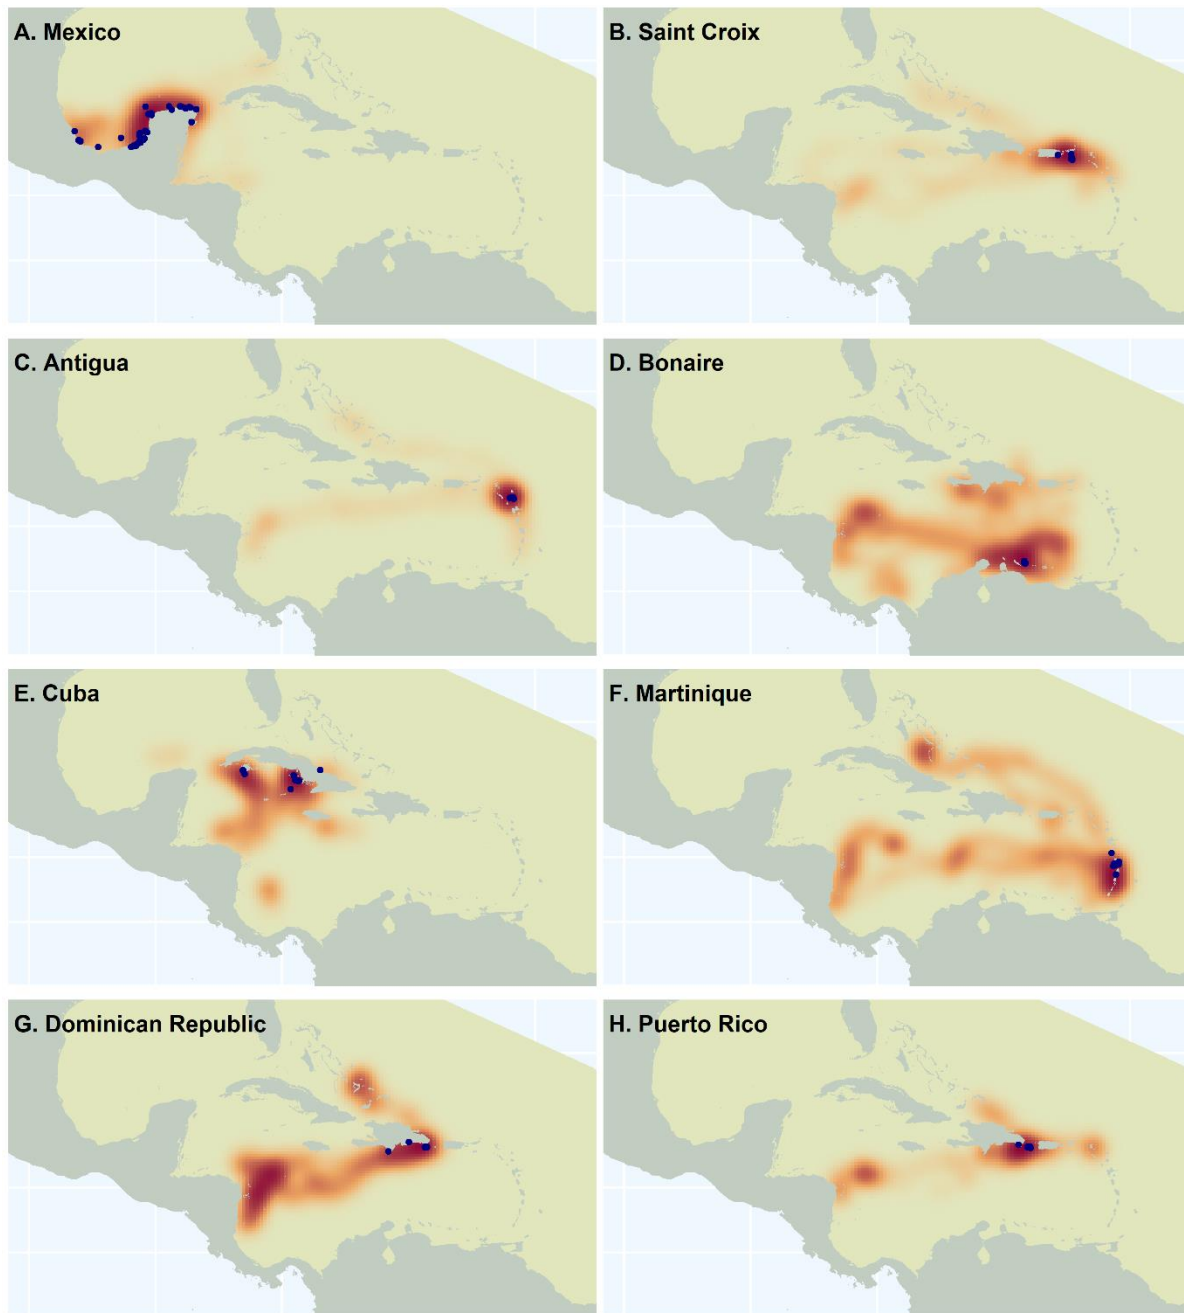 A. Mexico
B. Saint Croix
C. Antigua
D. Bonaire
E. Cuba
F. Martinique
G. Dominican Republic
H. Puerto Rico